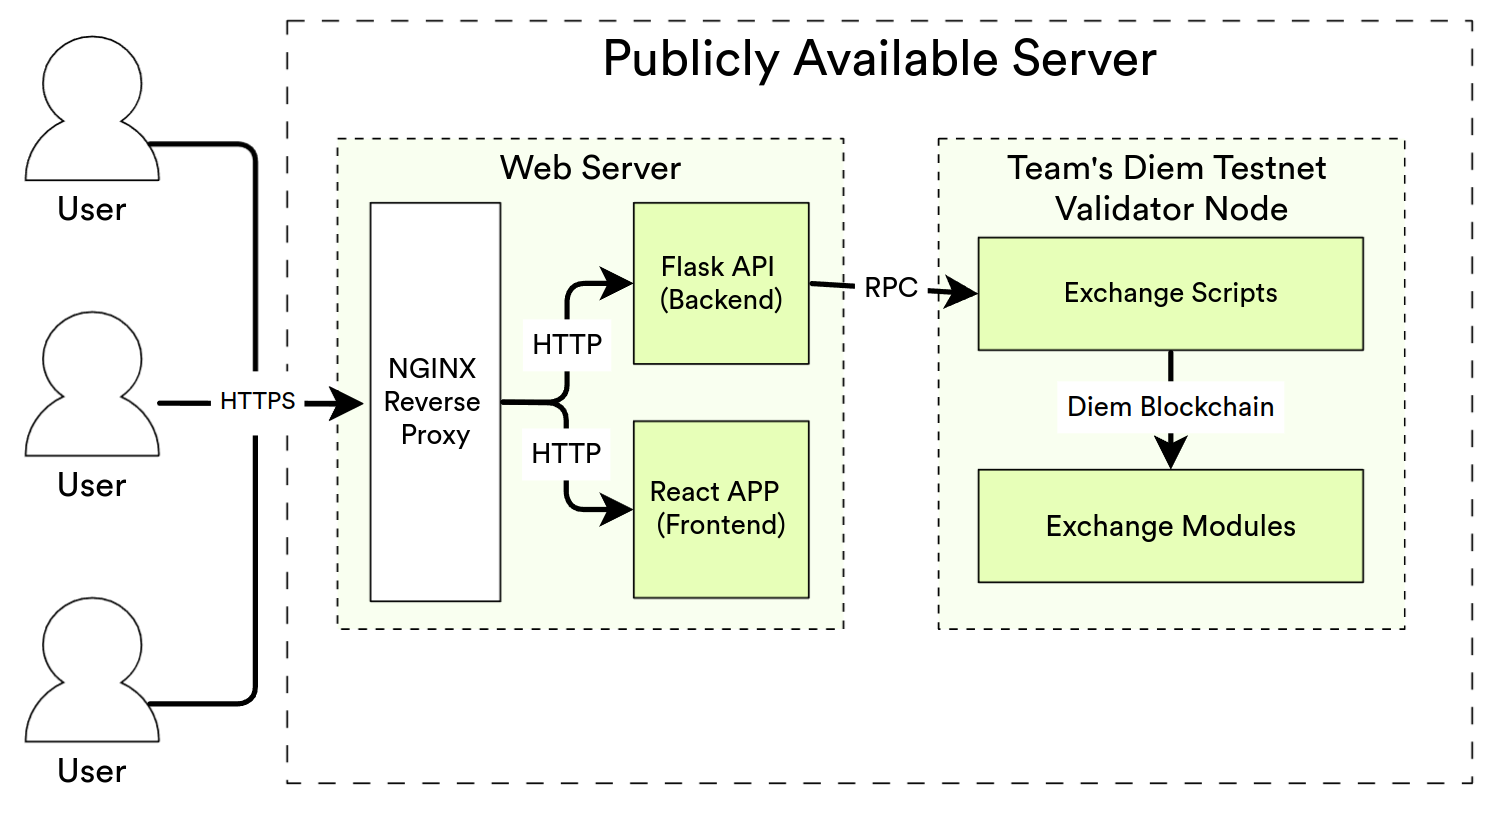 Publicly Available Server
User
User
User
HTTPS
Web Server
NGINX
Reverse
Proxy
HTTP
HTTP
Flask API
(Backend)
React APP
(Frontend)
RPC
Team's Diem Testnet
Validator Node
Exchange Scripts
Diem Blockchain
Exchange Modules